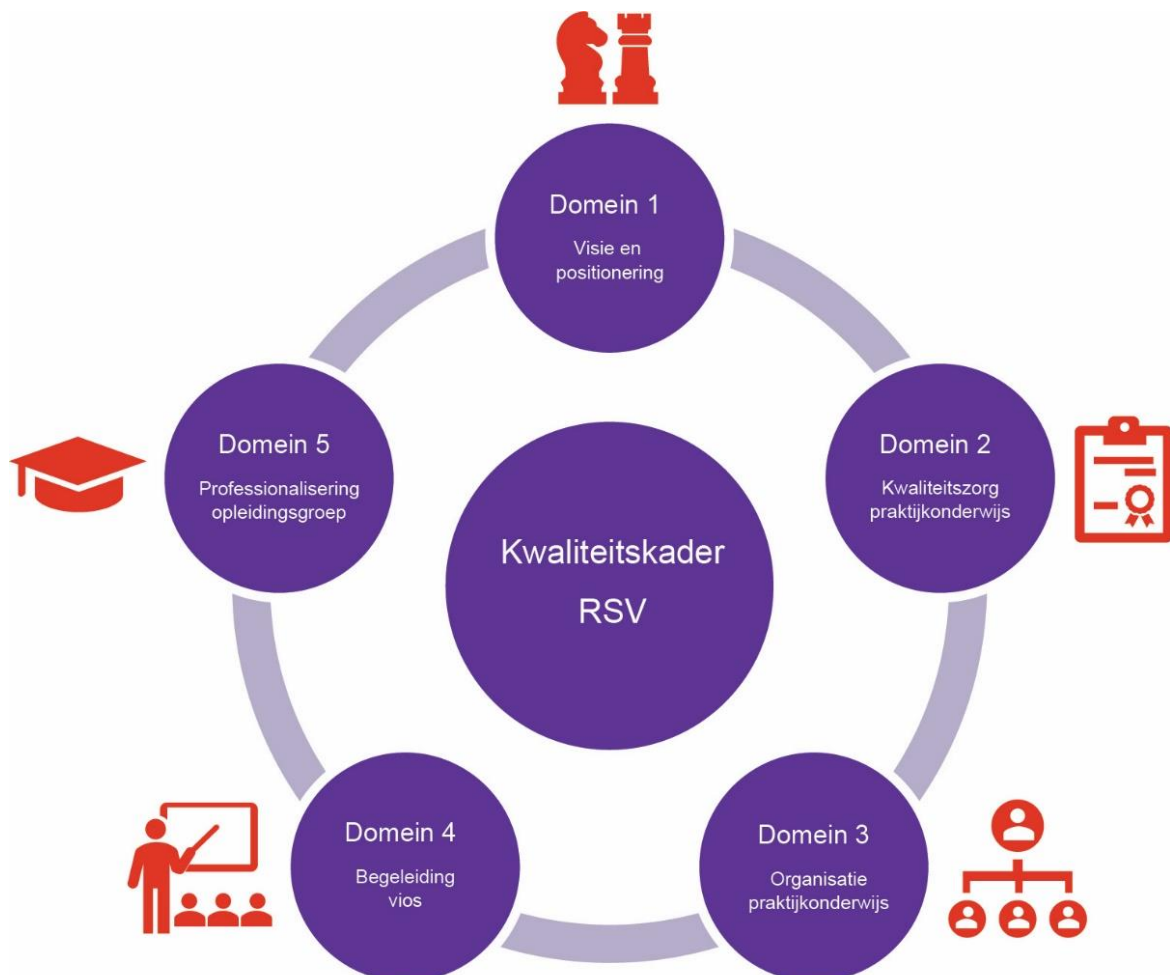 Domein 1
Visie en
positionering
Domein 2
Kwaliteitszorg
praktijkonderwijs
Domein 3
Organisatie
praktijkonderwijs
Domein 4
Begeleiding
vios
Domein 5
Professionalisering
opleidingsgroep
Kwaliteitskader
RSV